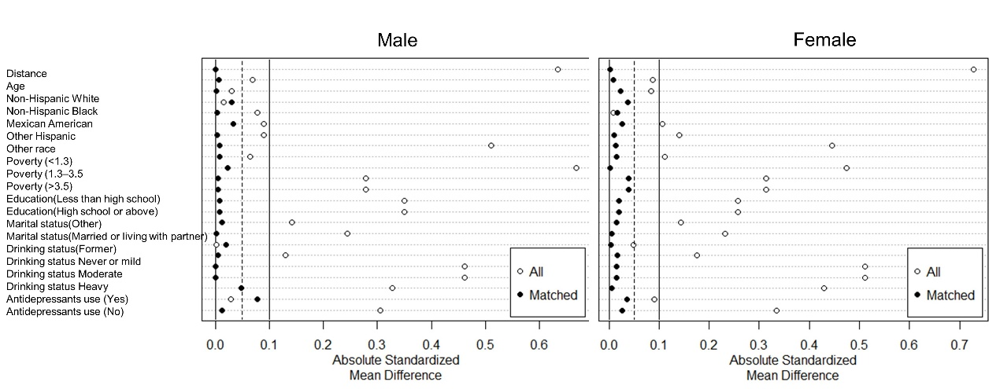 Male
Female
Distance
Age
Non-Hispanic White
Non-Hispanic Black
Mexican American
Other Hispanic
Other race
Poverty (<1.3)
Poverty (1.3–3.5
Poverty (>3.5)
Education(Less than high school)
Education(High school or above)
Marital status(Other)
Marital status(Married or living with partner)
Drinking status(Former)
Drinking status Never or mild
Drinking status Moderate
Drinking status Heavy
Antidepressants use (Yes)
Antidepressants use (No)
All
Matched
0.0 0.1 0.2 0.3 0.4 0.5 0.6
Absolute Standardized
Mean Difference
All
Matched
0.0 0.1 0.2 0.3 0.4 0.5 0.6 0.7
Absolute Standardized
Mean Difference